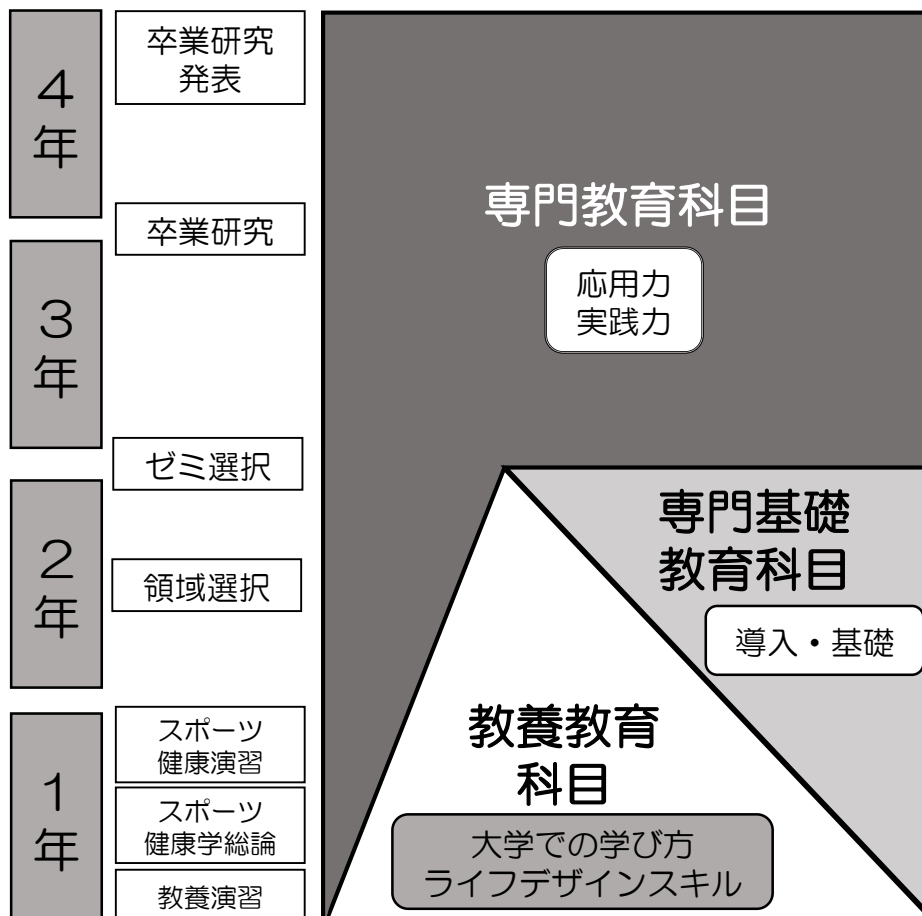 4
年
卒業研究
発表
卒業研究
3
年
ゼミ選択
2
年
領域選択
1
年
スポーツ
健康演習
スポーツ
健康学総論
教養演習
専門教育科目
応用力
実践力
専門基礎
教育科目
導入・基礎
教養教育
科目
大学での学び方
ライフデザインスキル